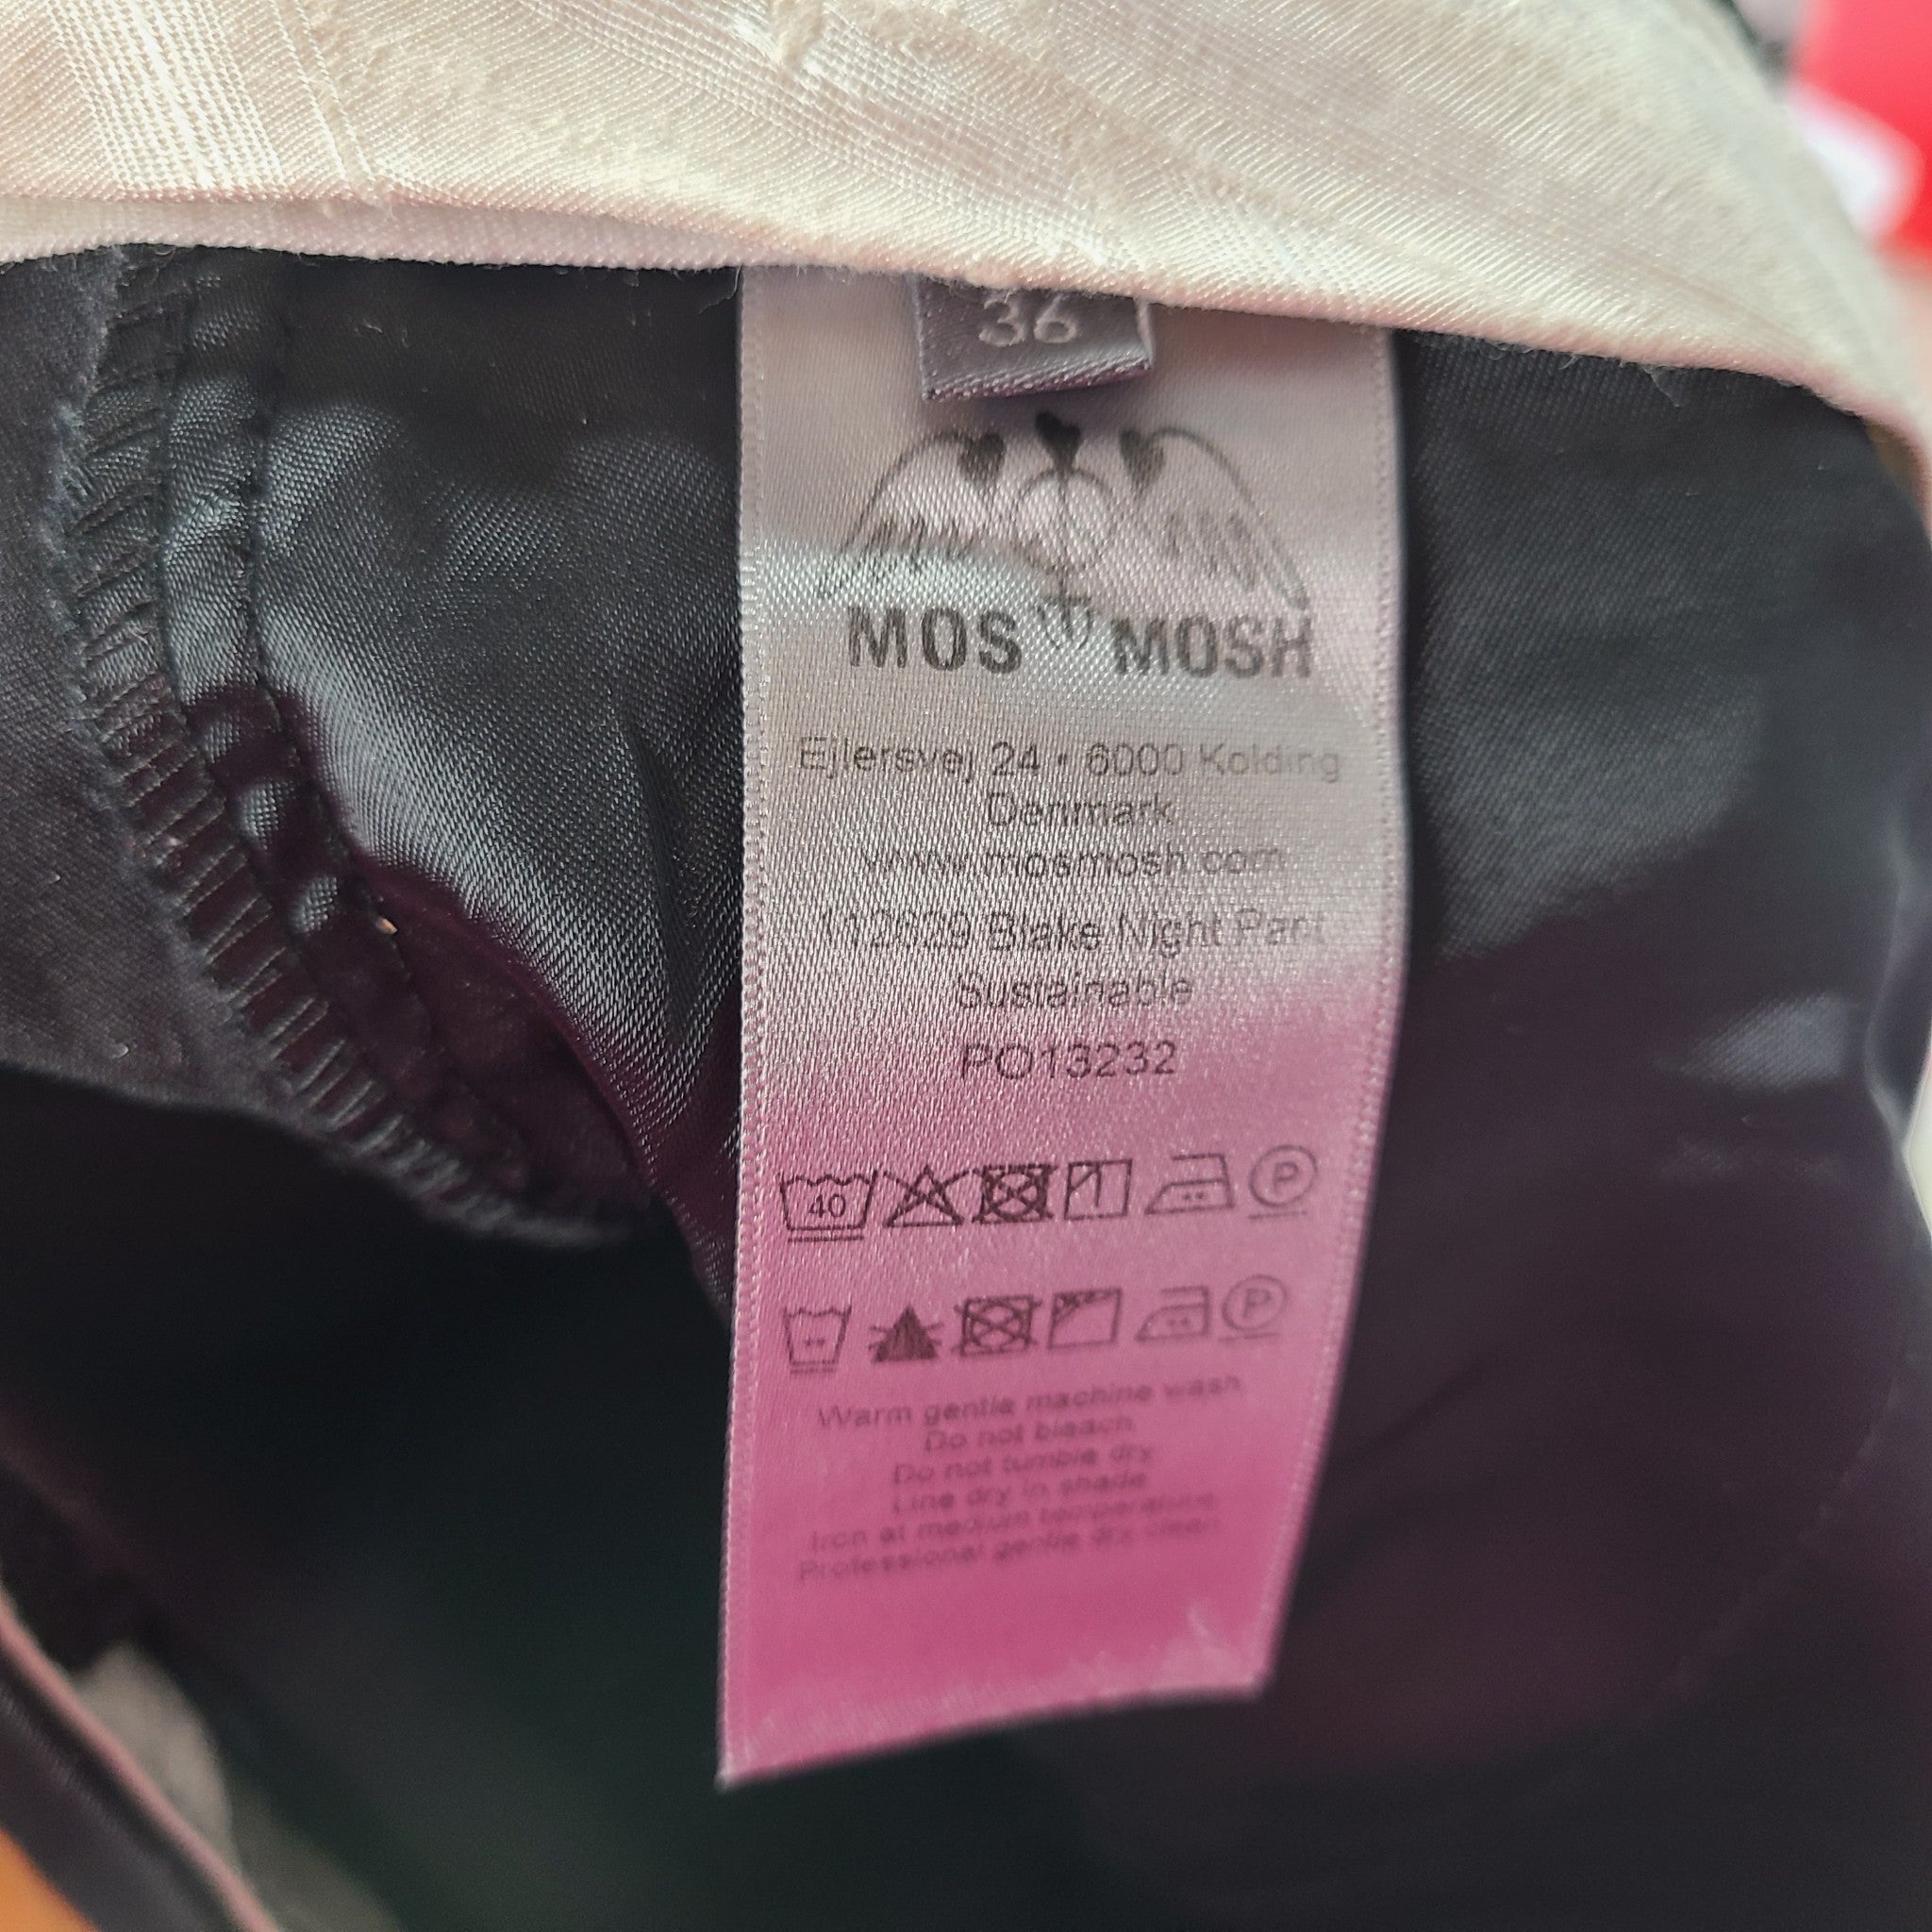 36
MOS MOSH
Ejlersvej 24 • 6000 Kolding
Denmark
www.mosmosh.com
Blake Night Pant
Sustainable
PO13232
40 P
P
Warm gentle machine wash
Do not bleach
Do not tumble dry
Line dry in shade
Iron at medium temperature
Professional gentle dry clean